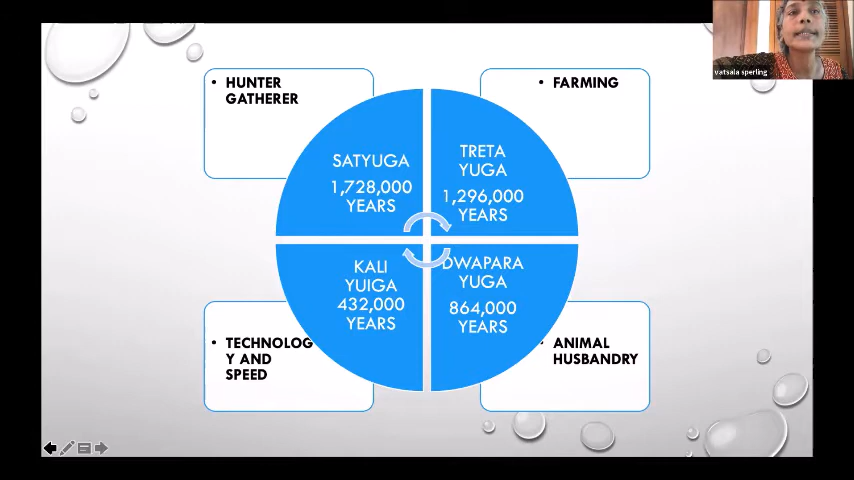 vatsala sperling
• HUNTER
GATHERER
• FARMING
SATYUGA
1,728,000
YEARS
TRETA
YUGA
1,296,000
YEARS
KALI
YUIGA
432,000
YEARS
DWAPARA
YUGA
864,000
YEARS
• TECHNOLOG
Y AND
SPEED
• ANIMAL
HUSBANDRY